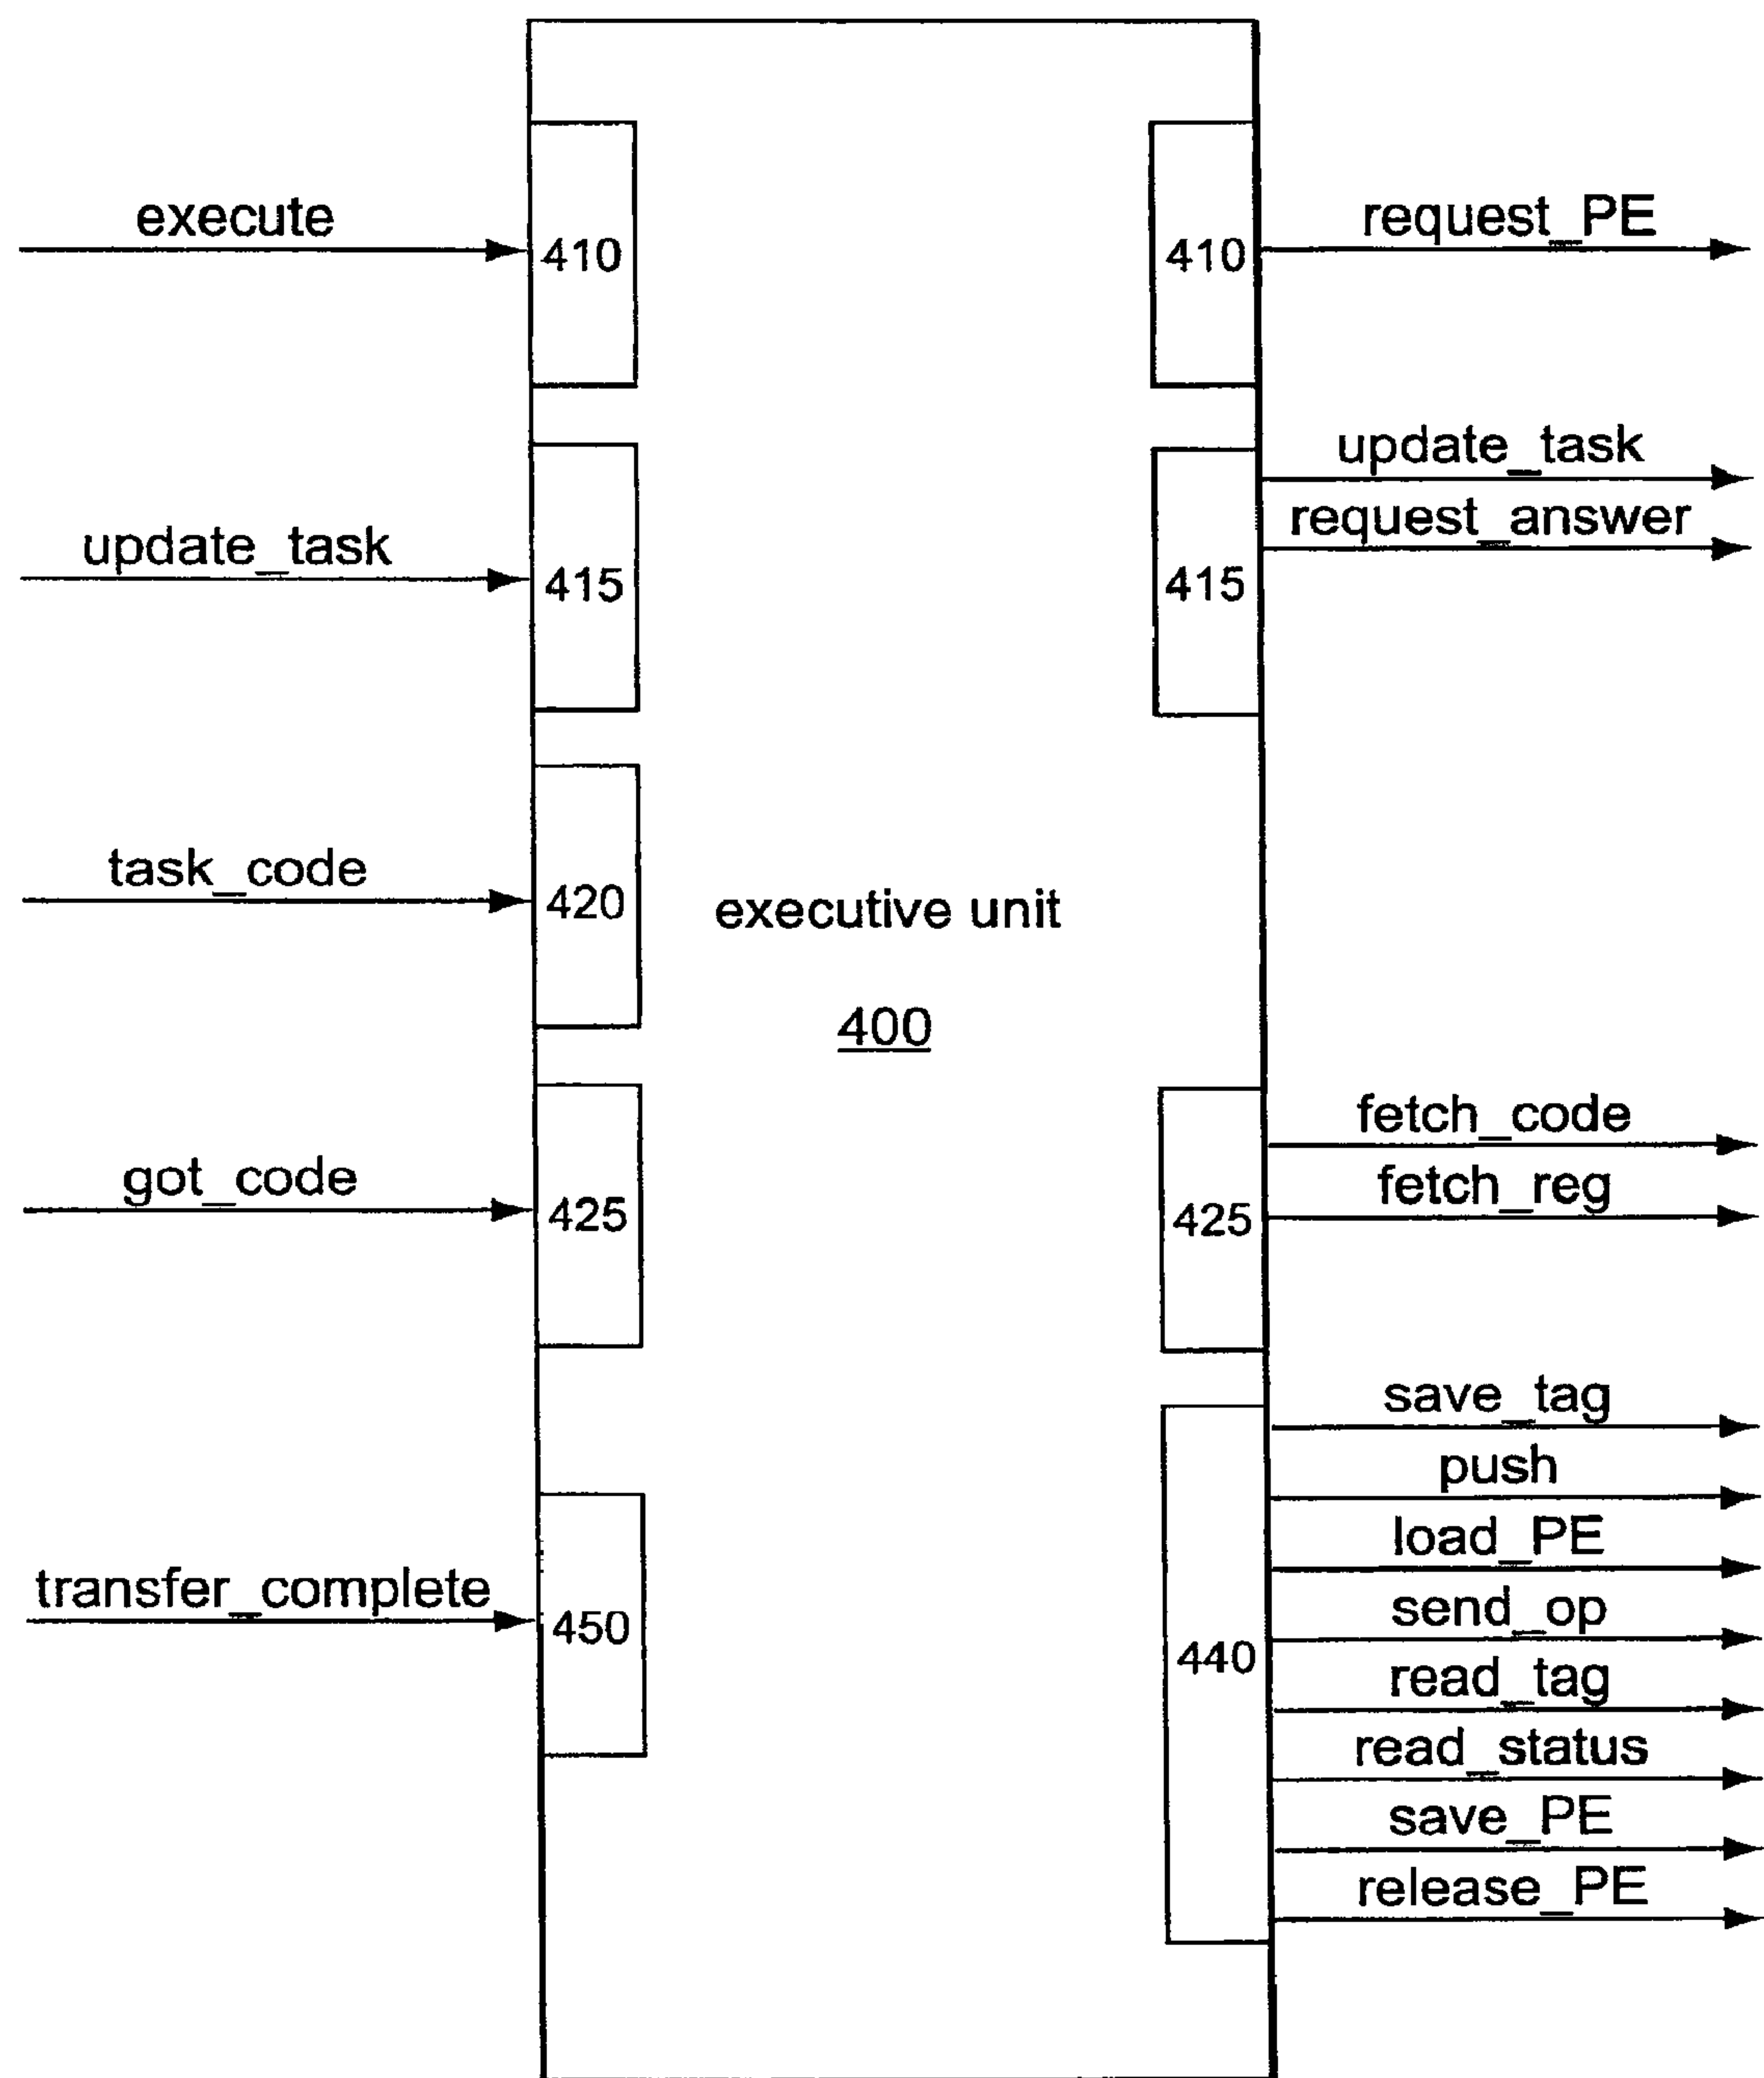 execute
410
410
request_PE
update_task
request_answer
update_task
415
415
task_code
420
executive unit
400
got_code
425
425
fetch_code
fetch_reg
save_tag
push
load_PE
transfer_complete
450
send_op
440
read_tag
read_status
save_PE
release_PE